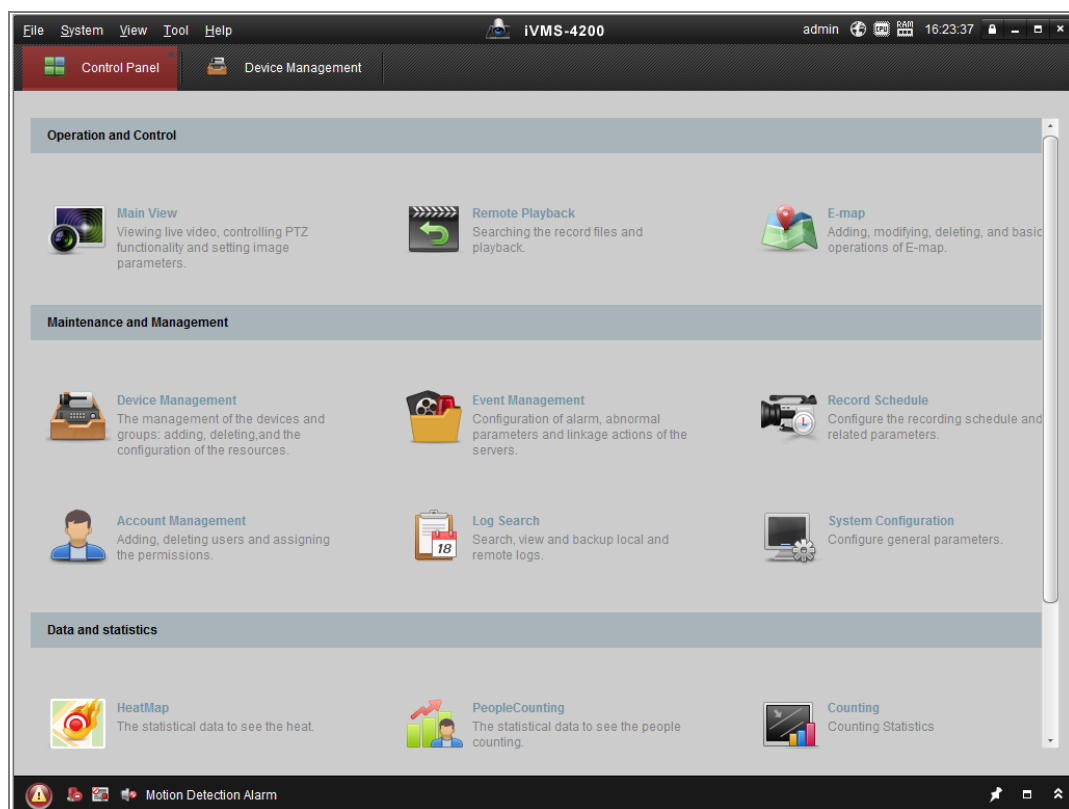 File System View Tool Help iVMS-4200 admin CPU RAM 16:23:37
Control Panel Device Management
Operation and Control
Main View
Viewing live video, controlling PTZ
functionality and setting image
parameters.
Remote Playback
Searching the record files and
playback.
E-map
Adding, modifying, deleting, and basic
operations of E-map.
Maintenance and Management
Device Management
The management of the devices and
groups: adding, deleting,and the
configuration of the resources.
Event Management
Configuration of alarm, abnormal
parameters and linkage actions of the
servers.
Record Schedule
Configure the recording schedule and
related parameters.
Account Management
Adding, deleting users and assigning
the permissions.
18
Log Search
Search, view and backup local and
remote logs.
System Configuration
Configure general parameters.
Data and statistics
HeatMap
The statistical data to see the heat.
PeopleCounting
The statistical data to see the people
counting.
Counting
Counting Statistics
Motion Detection Alarm